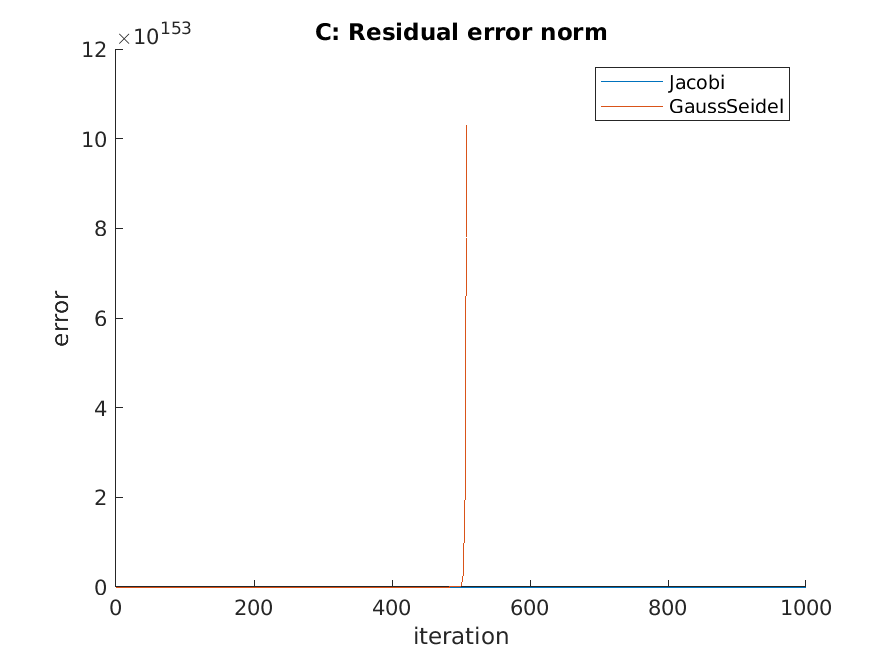 C: Residual error norm
×10^153
Jacobi
GaussSeidel
12
10
8
6
4
2
0
error
0 200 400 600 800 1000
iteration